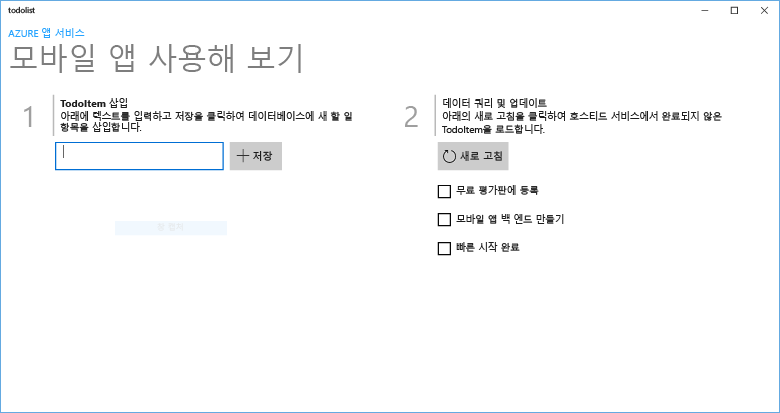 todolist
AZURE 앱 서비스
모바일 앱 사용해 보기
1
TodoItem 삽입
아래에 텍스트를 입력하고 저장을 클릭하여 데이터베이스에 새 할 일
항목을 삽입합니다.
저장
2
데이터 쿼리 및 업데이트
아래의 새로 고침을 클릭하여 호스티드 서비스에서 완료되지 않은
TodoItem을 로드합니다.
새로 고침
무료 평가판에 등록
모바일 앱 백 엔드 만들기
빠른 시작 완료